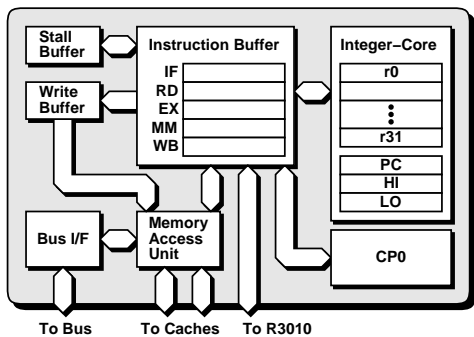 Stall
Buffer
Write
Buffer
Instruction Buffer
IF
RD
EX
MM
WB
Integer–Core
r0
r31
PC
HI
LO
Bus I/F
Memory
Access
Unit
CP0
To Bus
To Caches
To R3010